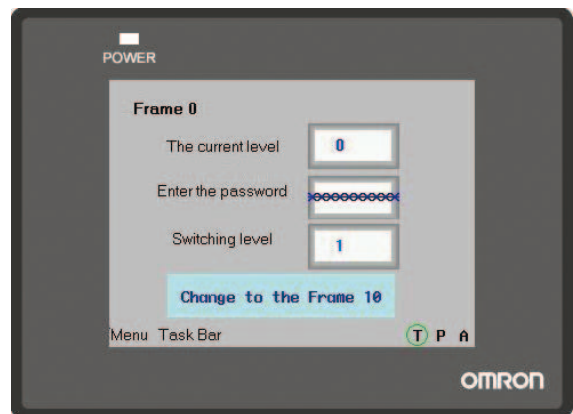 POWER
Frame 0
The current level 0
Enter the password
Switching level 1
Change to the Frame 10
Menu Task Bar T P A
OMRON